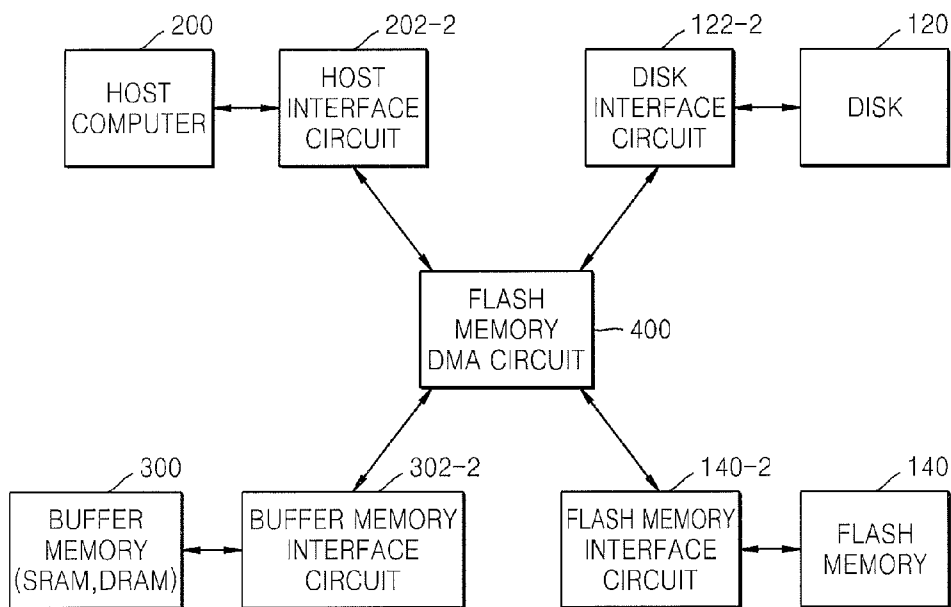 200
202-2
122-2
120
HOST
COMPUTER
HOST
INTERFACE
CIRCUIT
DISK
INTERFACE
CIRCUIT
DISK
FLASH
MEMORY
DMA CIRCUIT
400
300
302-2
140-2
140
BUFFER
MEMORY
(SRAM,DRAM)
BUFFER MEMORY
INTERFACE
CIRCUIT
FLASH MEMORY
INTERFACE
CIRCUIT
FLASH
MEMORY